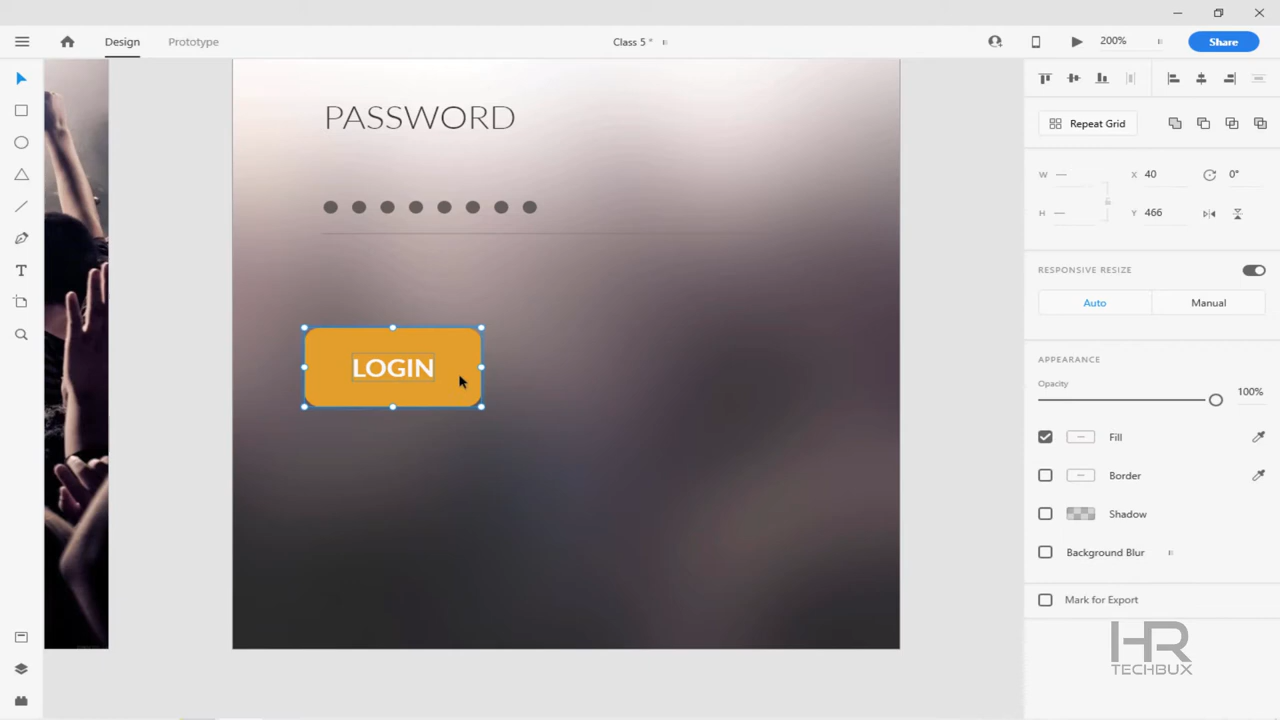 Design
Prototype
Class 5 *
200%
Share
PASSWORD
Repeat Grid
W —
X 40
0°
H —
Y 466
RESPONSIVE RESIZE
Auto
Manual
LOGIN
APPEARANCE
Opacity
100%
Fill
Border
Shadow
Background Blur
Mark for Export
HR
TECHBUX
T